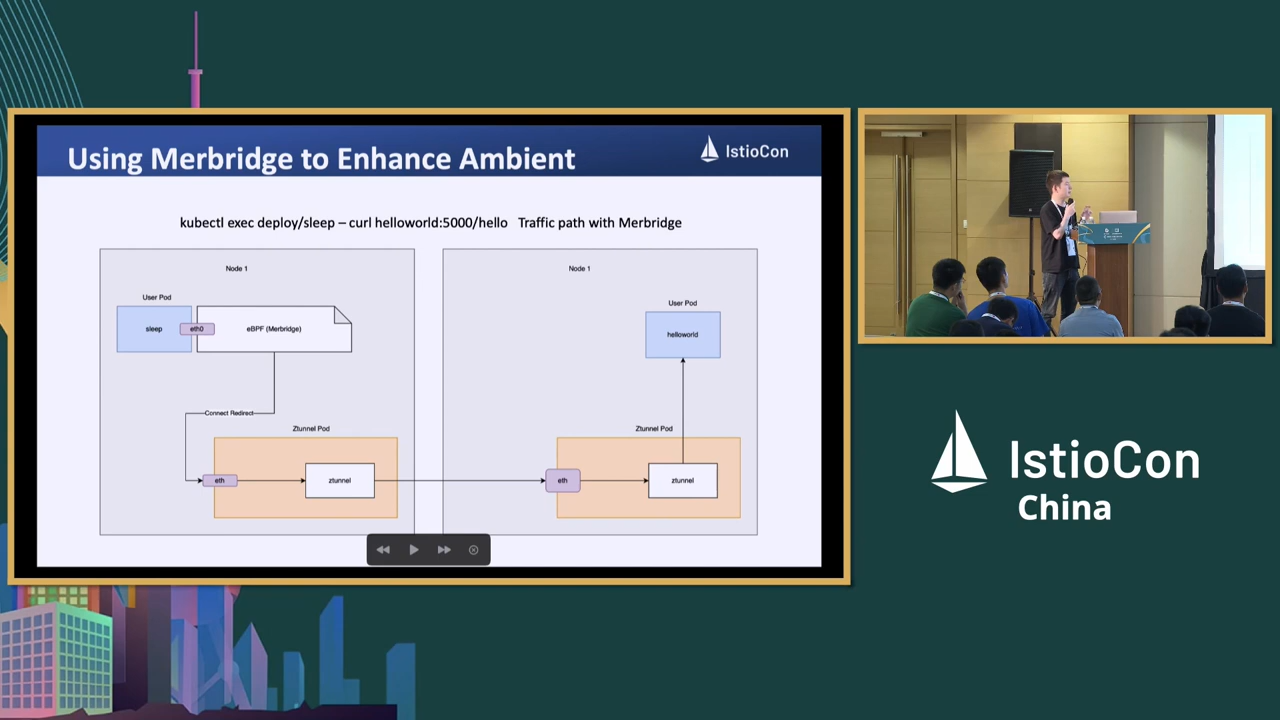 Using Merbridge to Enhance Ambient
IstioCon
kubectl exec deploy/sleep – curl helloworld:5000/hello Traffic path with Merbridge
Node 1
User Pod
sleep
eth0
eBPF (Merbridge)
Connect Redirect
Ztunnel Pod
eth
ztunnel
Node 1
User Pod
helloworld
Ztunnel Pod
eth
ztunnel
IstioCon
China